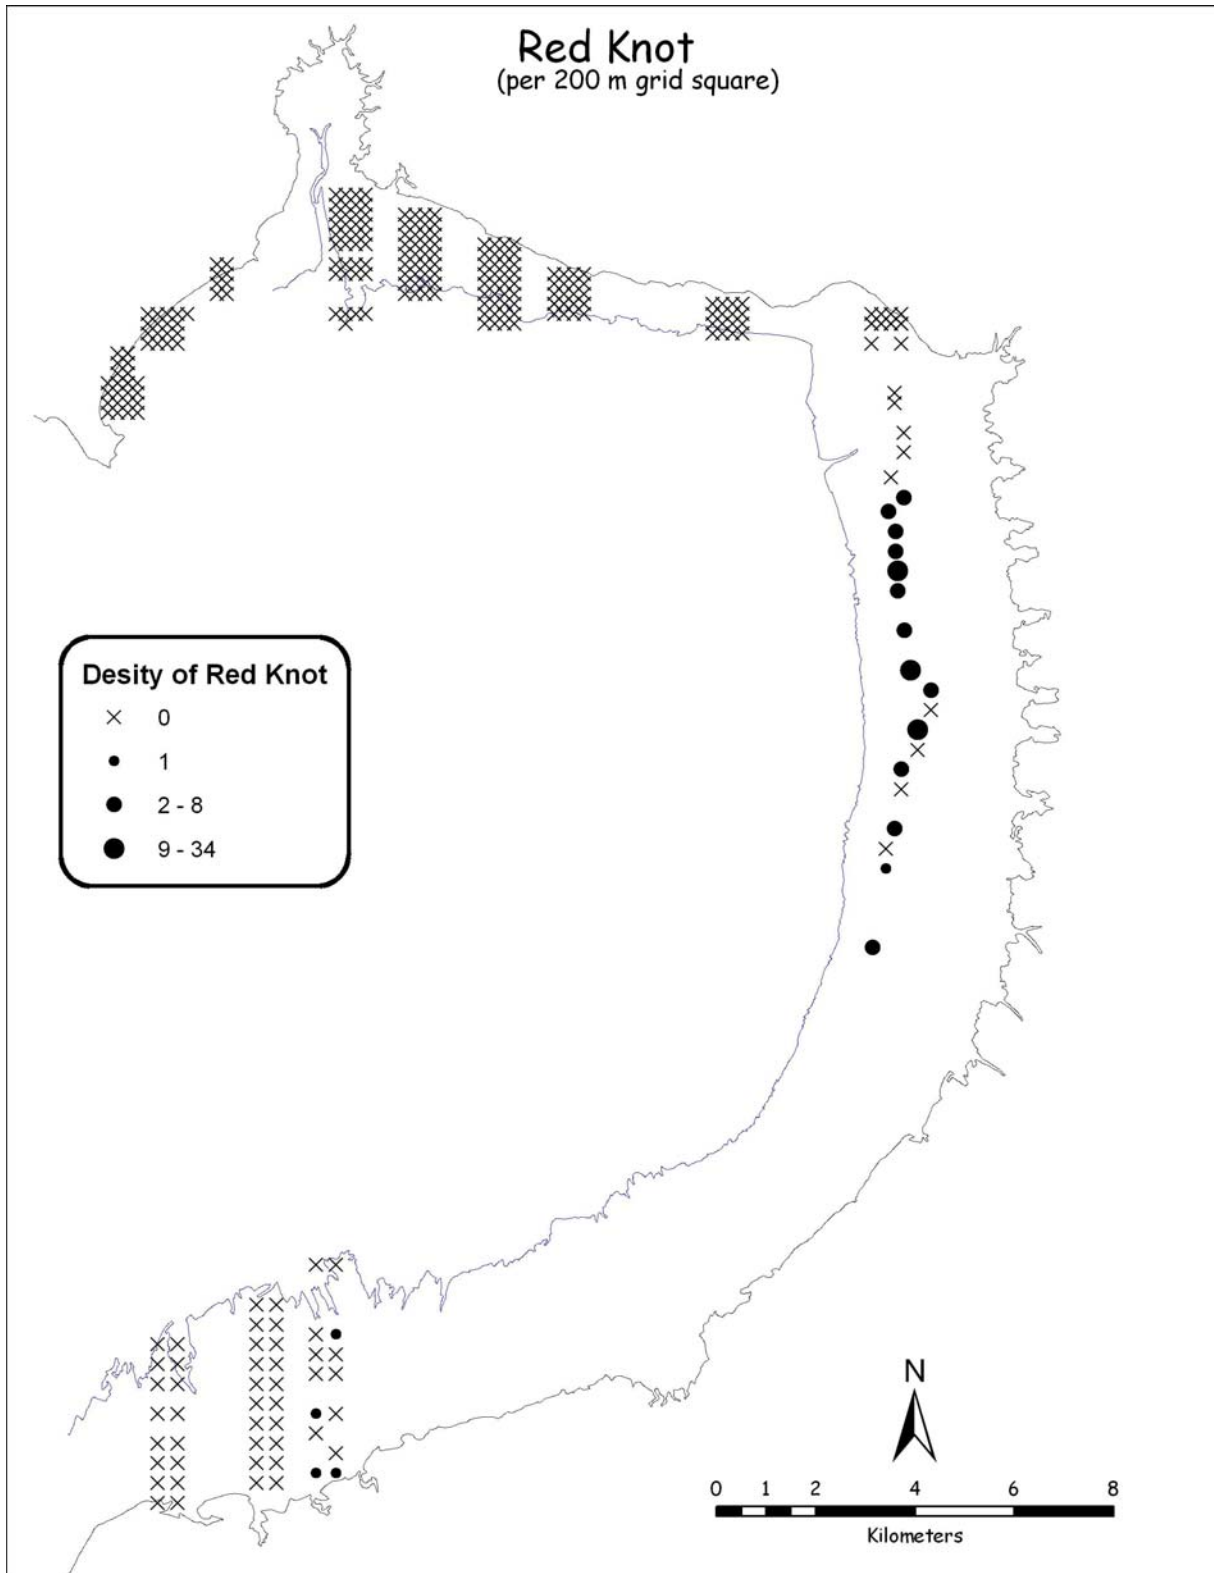 Red Knot
(per 200 m grid square)
Desity of Red Knot
0
1
2 - 8
9 - 34
N
0 1 2 4 6 8
Kilometers